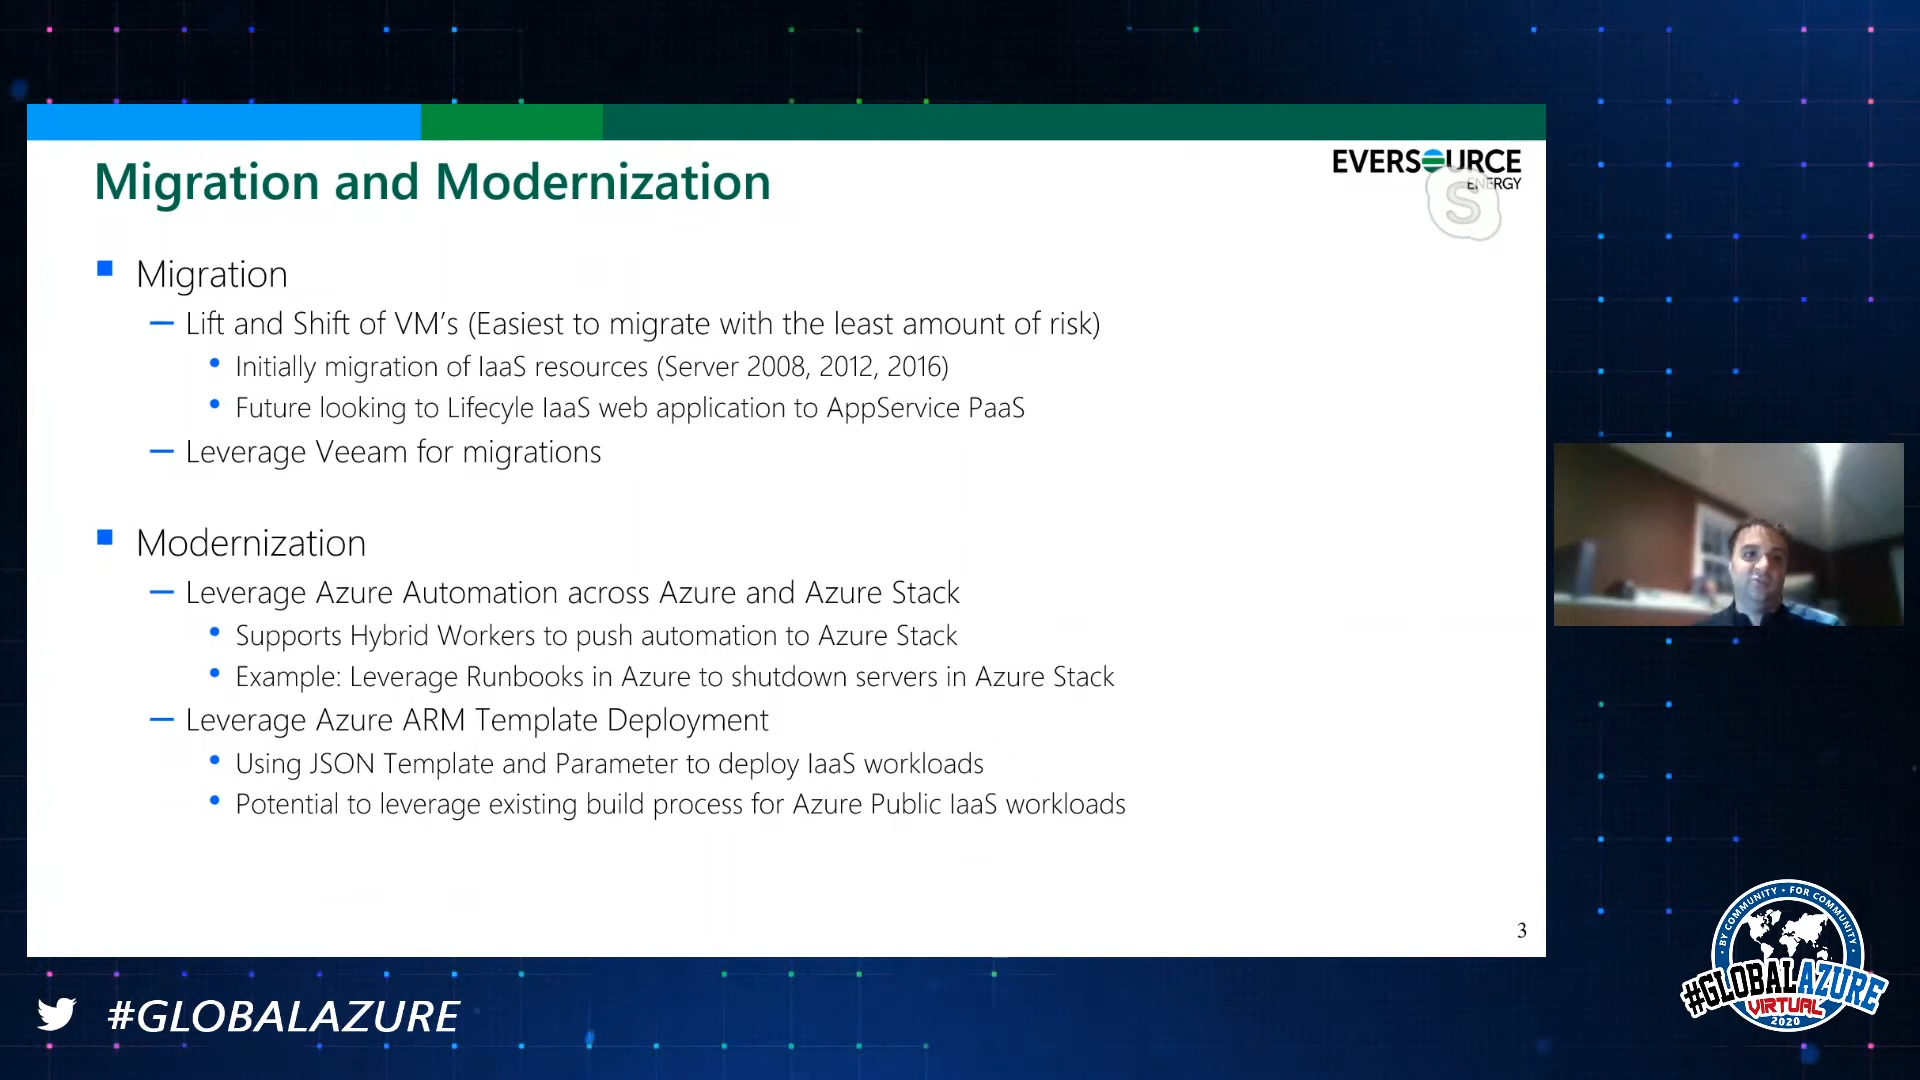 Migration and Modernization
EVERSOURCE
ENERGY
S
Migration
Lift and Shift of VM's (Easiest to migrate with the least amount of risk)
Initially migration of IaaS resources (Server 2008, 2012, 2016)
Future looking to Lifecyle IaaS web application to AppService PaaS
Leverage Veeam for migrations
Modernization
Leverage Azure Automation across Azure and Azure Stack
Supports Hybrid Workers to push automation to Azure Stack
Example: Leverage Runbooks in Azure to shutdown servers in Azure Stack
Leverage Azure ARM Template Deployment
Using JSON Template and Parameter to deploy IaaS workloads
Potential to leverage existing build process for Azure Public IaaS workloads
3
#GLOBALAZURE
BY COMMUNITY • FOR COMMUNITY
#GLOBALAZURE
VIRTUAL
2020